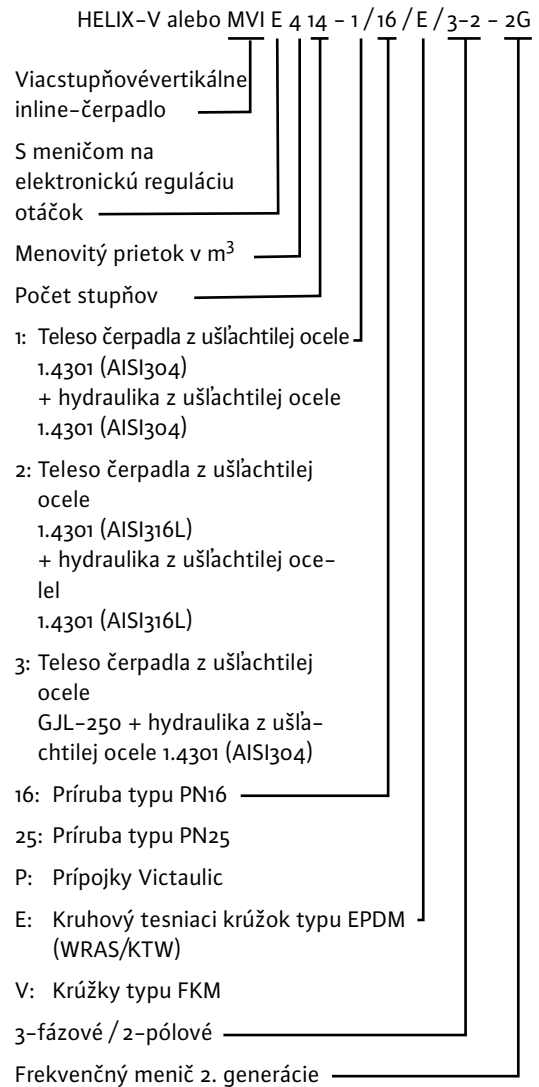 HELIX-V alebo MVI E 4 14 - 1 / 16 / E / 3-2 - 2G
Viacstupňovévertikálne
inline-čerpadlo
S meničom na
elektronickú reguláciu
otáčok
Menovitý prietok v m³
Počet stupňov
1: Teleso čerpadla z ušľachtilej ocele
1.4301 (AISI304)
+ hydraulika z ušľachtilej ocele
1.4301 (AISI304)
2: Teleso čerpadla z ušľachtilej
ocele
1.4301 (AISI316L)
+ hydraulika z ušľachtilej oce-
lel
1.4301 (AISI316L)
3: Teleso čerpadla z ušľachtilej
ocele
GJL-250 + hydraulika z ušľa-
chtilej ocele 1.4301 (AISI304)
16: Príruba typu PN16
25: Príruba typu PN25
P: Prípojky Victaulic
E: Kruhový tesniaci krúžok typu EPDM
(WRAS/KTW)
V: Krúžky typu FKM
3-fázové / 2-pólové
Frekvenčný menič 2. generácie